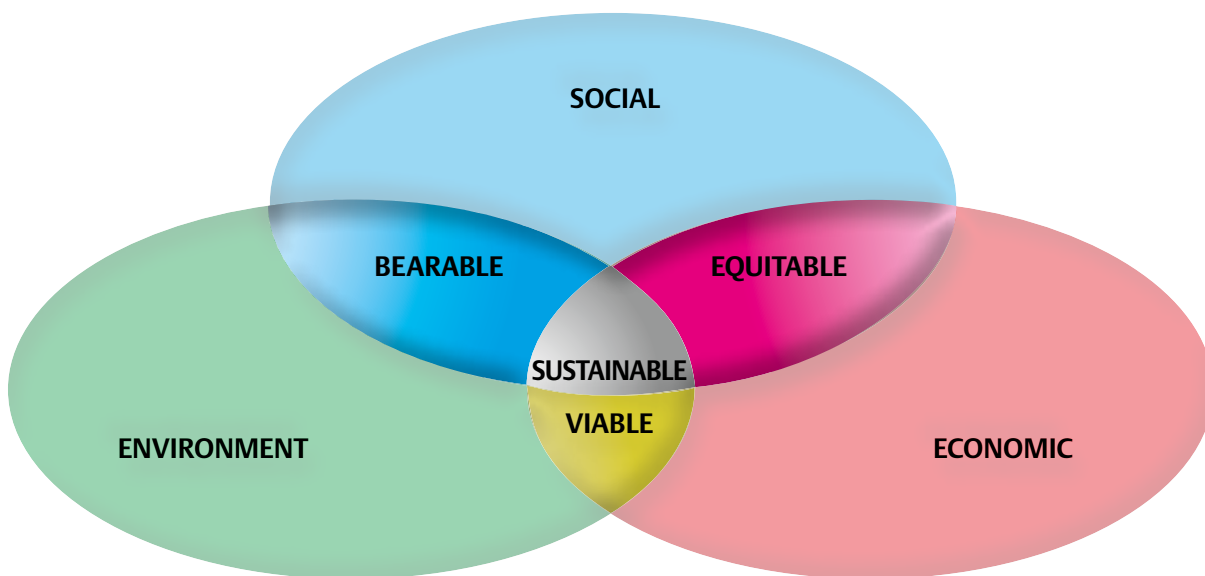 SOCIAL
BEARABLE
EQUITABLE
SUSTAINABLE
VIABLE
ENVIRONMENT
ECONOMIC